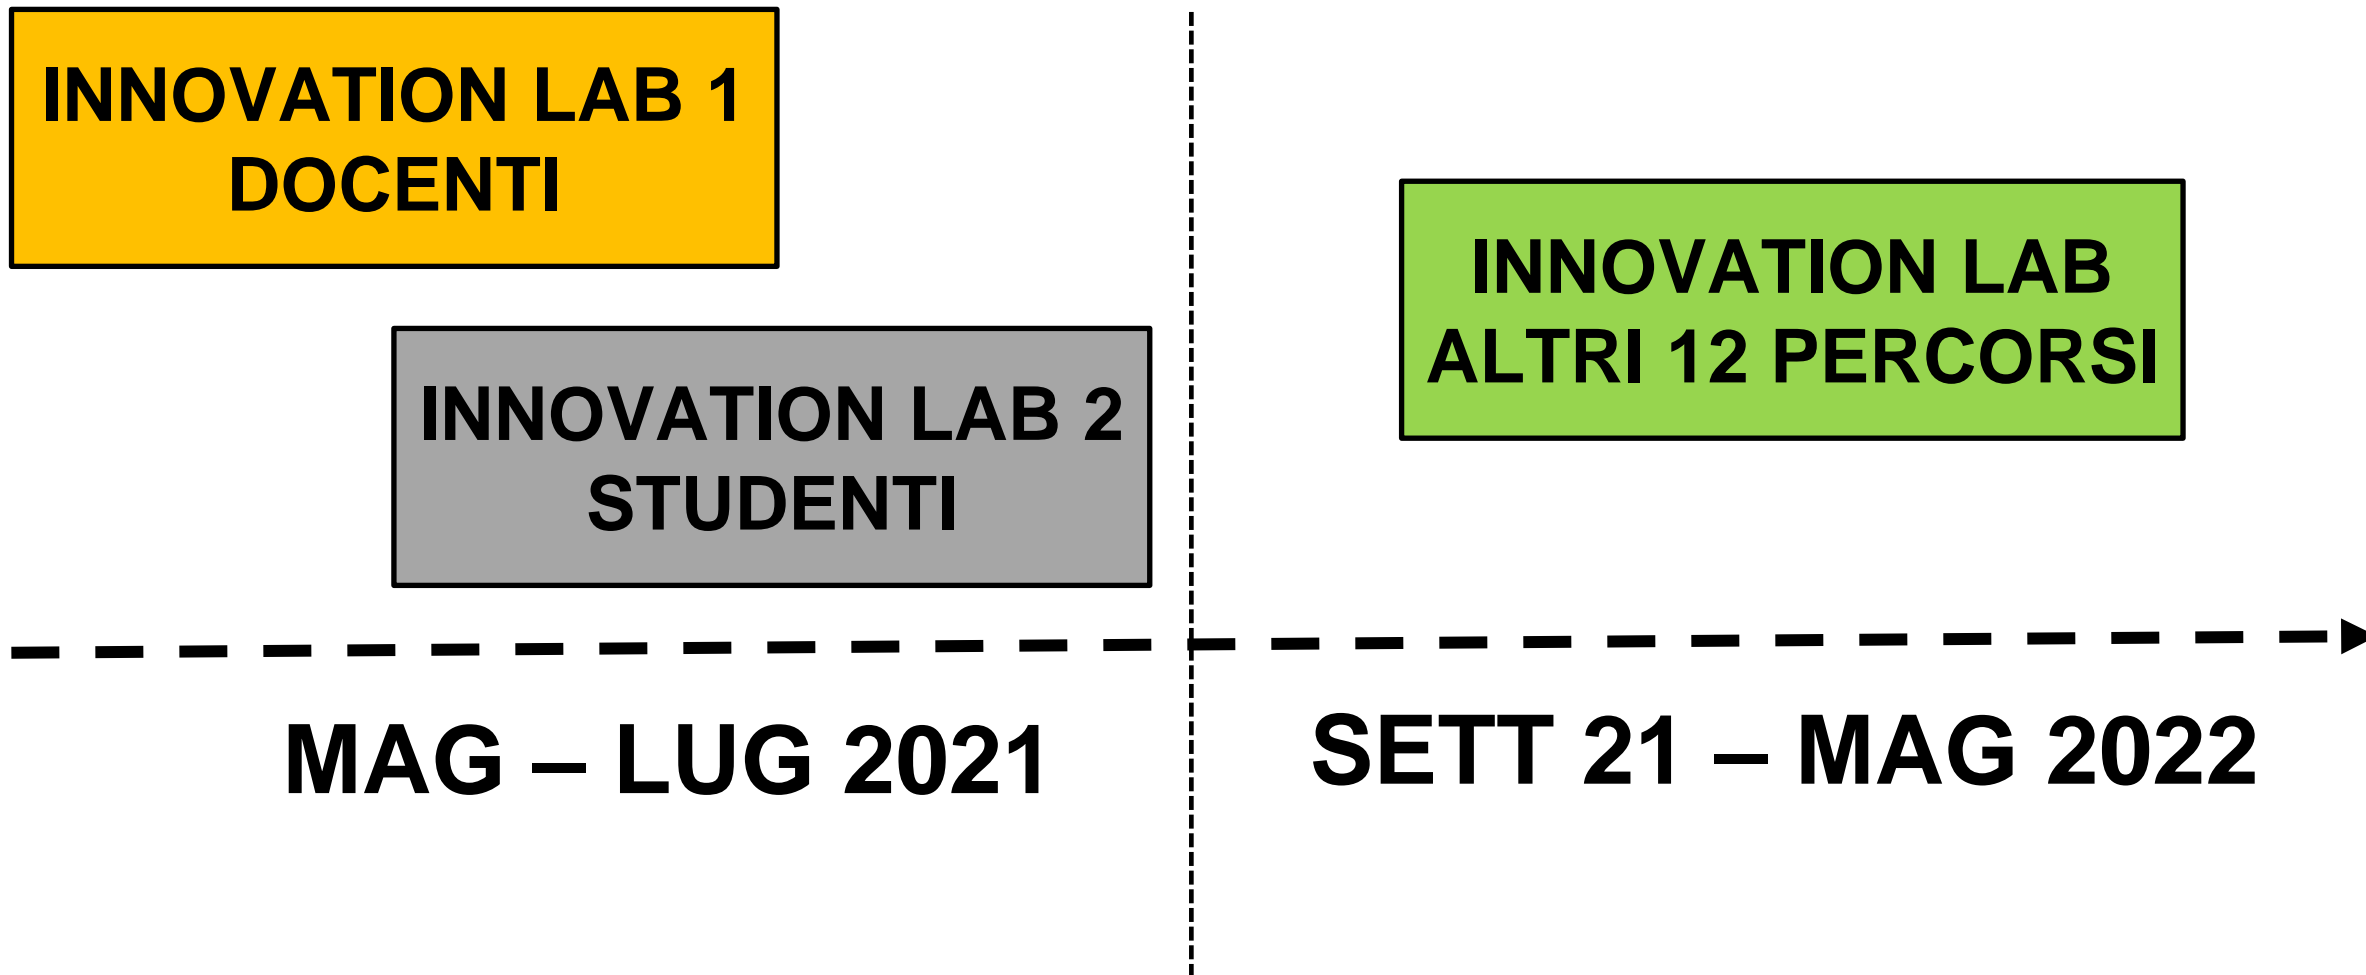 INNOVATION LAB 1
DOCENTI
INNOVATION LAB 2
STUDENTI
INNOVATION LAB
ALTRI 12 PERCORSI
MAG – LUG 2021
SETT 21 – MAG 2022